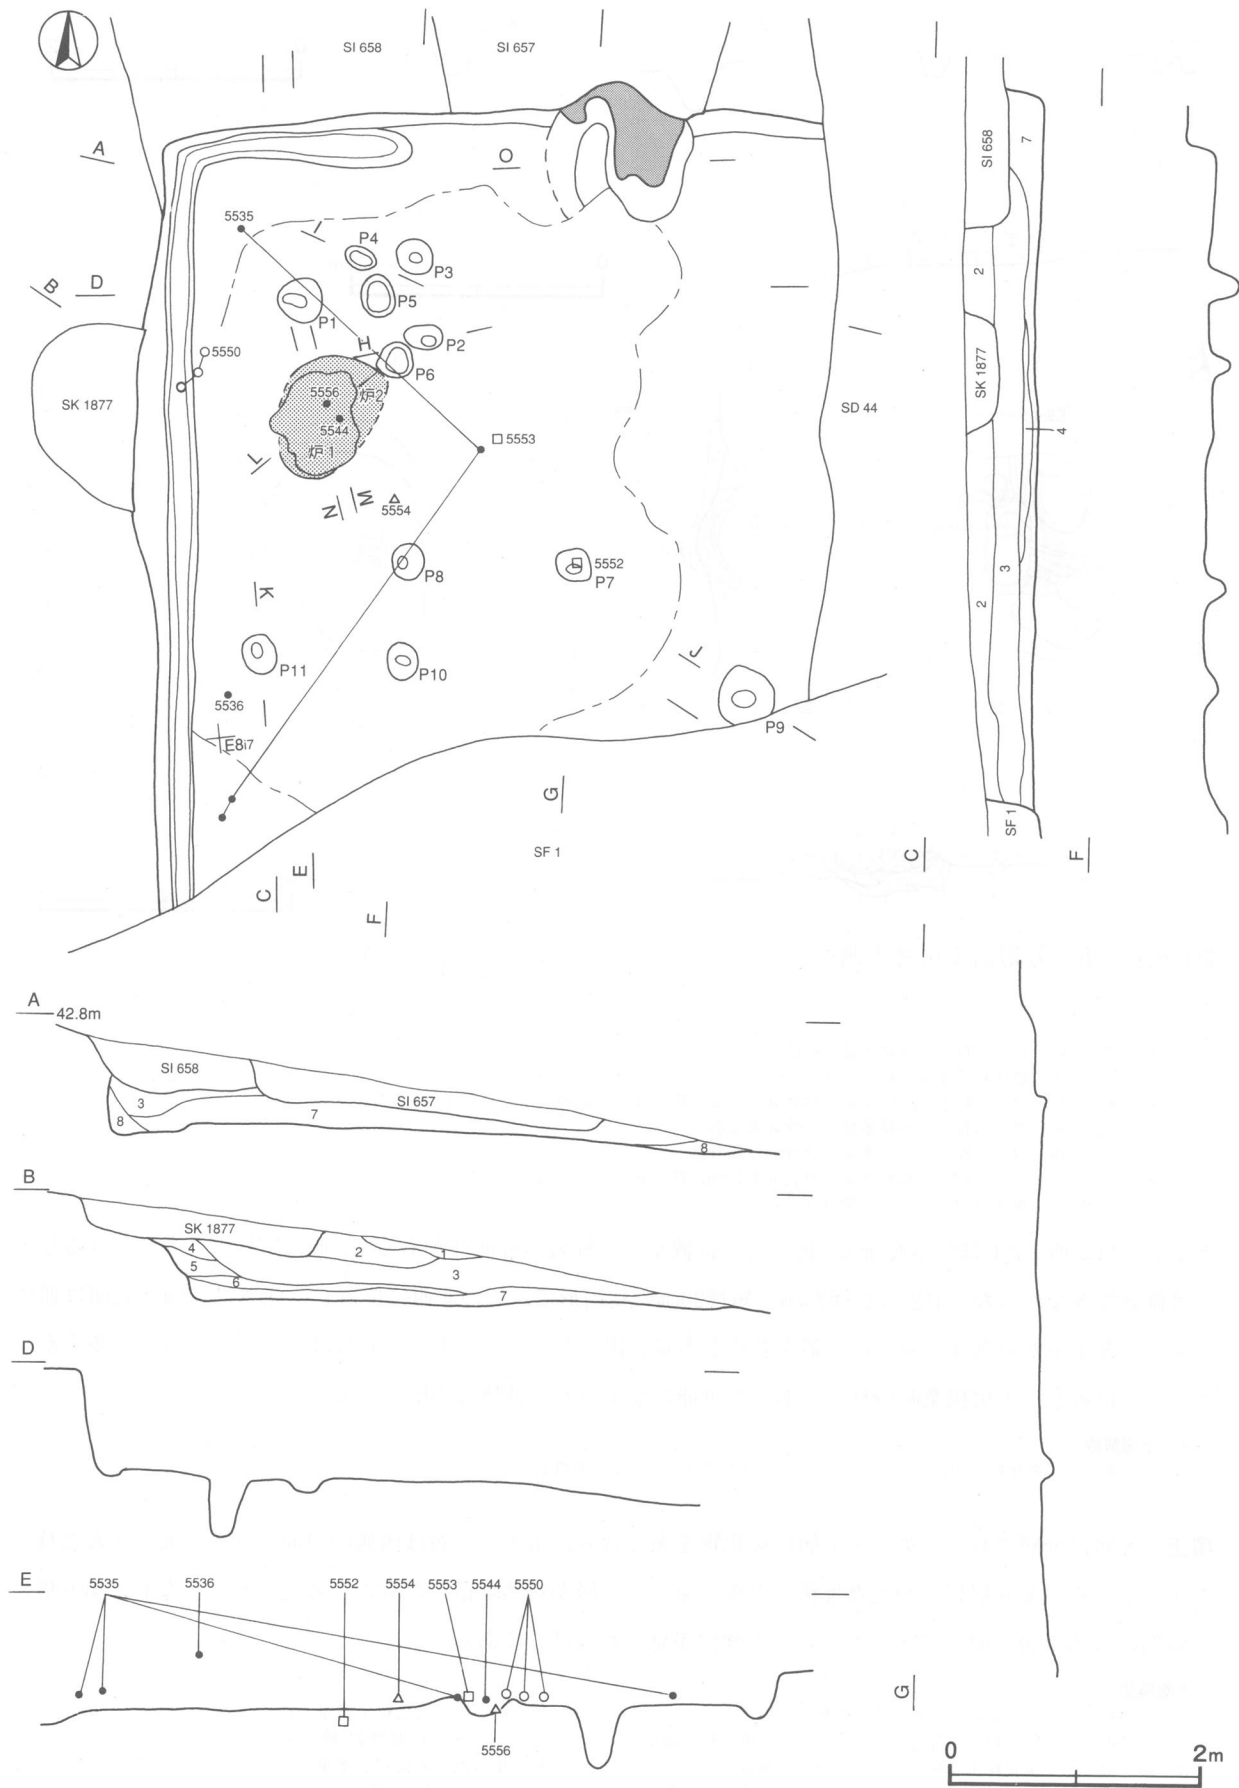 SI 658
SI 657
A
O
5535
I
P4
P3
B
D
P5
P1
P2
H
5550
P6
SK 1877
5556
炉2
5544
炉1
5553
SD 44
L
N
M
5554
P8
5552
P7
K
J
P11
P10
5536
P9
E8i7
G
SF 1
E
C
F
SI 658
7
2
SK 1877
4
3
2
SF 1
C
F
A
42.8m
SI 658
3
SI 657
8
7
8
B
SK 1877
4
2
1
5
3
6
7
D
E
5535
5536
5552
5554
5553
5544
5550
5556
G
0
2m